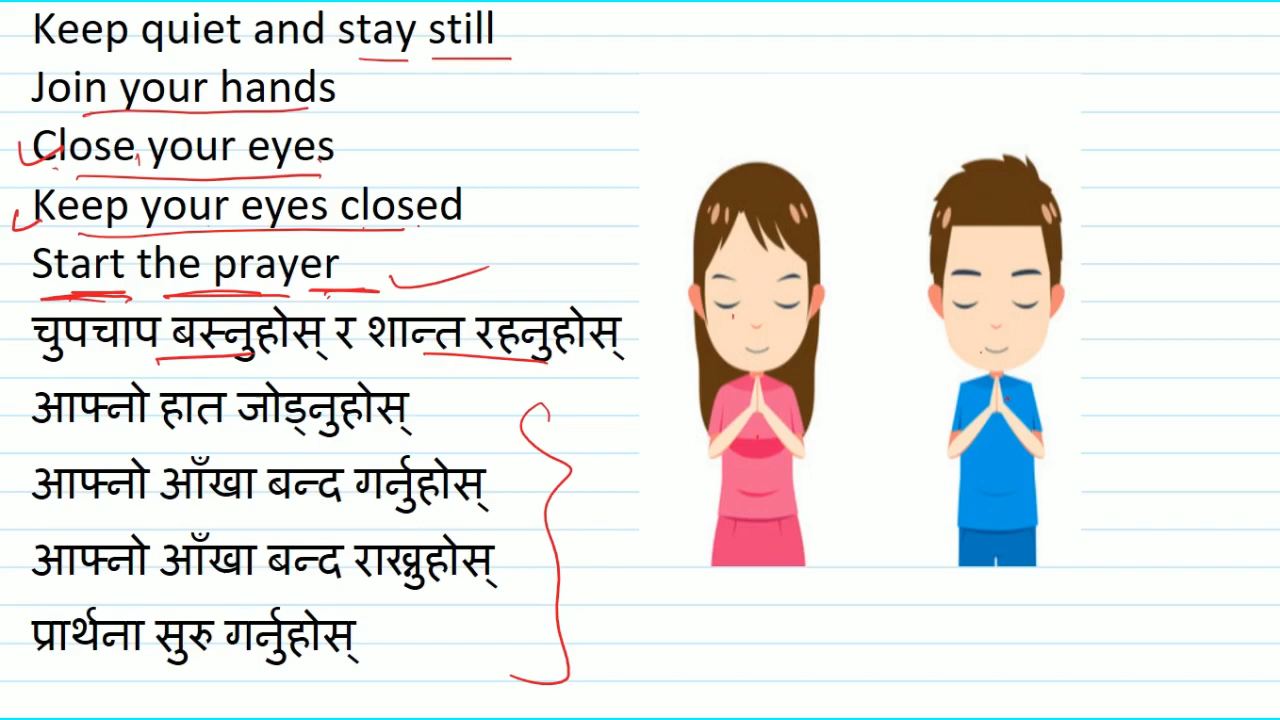 Keep quiet and stay still
Join your hands
Close your eyes
Keep your eyes closed
Start the prayer
चुपचाप बस्नुहोस् र शान्त रहनुहोस्
आफ्नो हात जोड्नुहोस्
आफ्नो आँखा बन्द गर्नुहोस्
आफ्नो आँखा बन्द राख्नुहोस्
प्रार्थना सुरु गर्नुहोस्